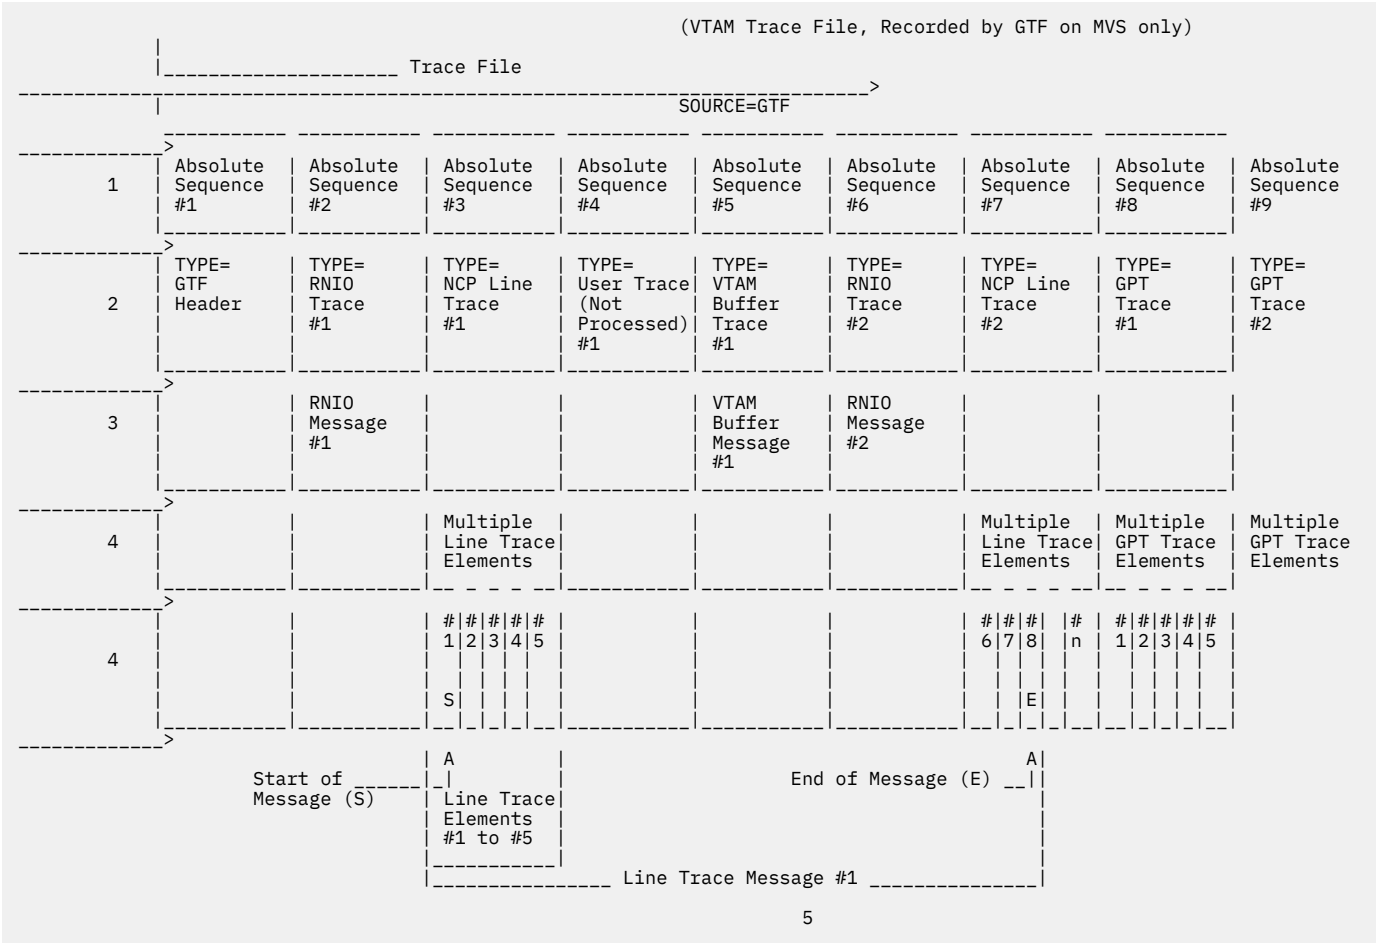 (VTAM Trace File, Recorded by GTF on MVS only)
Trace File
SOURCE=GTF
Absolute Absolute Absolute Absolute Absolute Absolute Absolute Absolute Absolute
1 Sequence Sequence Sequence Sequence Sequence Sequence Sequence Sequence Sequence
#1 #2 #3 #4 #5 #6 #7 #8 #9
TYPE= TYPE= TYPE= TYPE= TYPE= TYPE= TYPE= TYPE= TYPE=
GTF RNIO NCP Line User Trace VTAM RNIO NCP Line GPT GPT
2 Header Trace Trace (Not Buffer Trace Trace Trace Trace
#1 #1 Processed) Trace #2 #2 #1 #2
#1 #1
RNIO VTAM RNIO
3 Message Buffer Message
#1 Message #2
#1
Multiple Multiple Multiple Multiple
4 Line Trace Line Trace GPT Trace GPT Trace
Elements Elements Elements Elements
#|#|#|#|# #|#|#| |# #|#|#|#|#
1|2|3|4|5 6|7|8| |n 1|2|3|4|5
4
S E
A A
Start of End of Message (E)
Message (S) Line Trace
Elements
#1 to #5
Line Trace Message #1
5